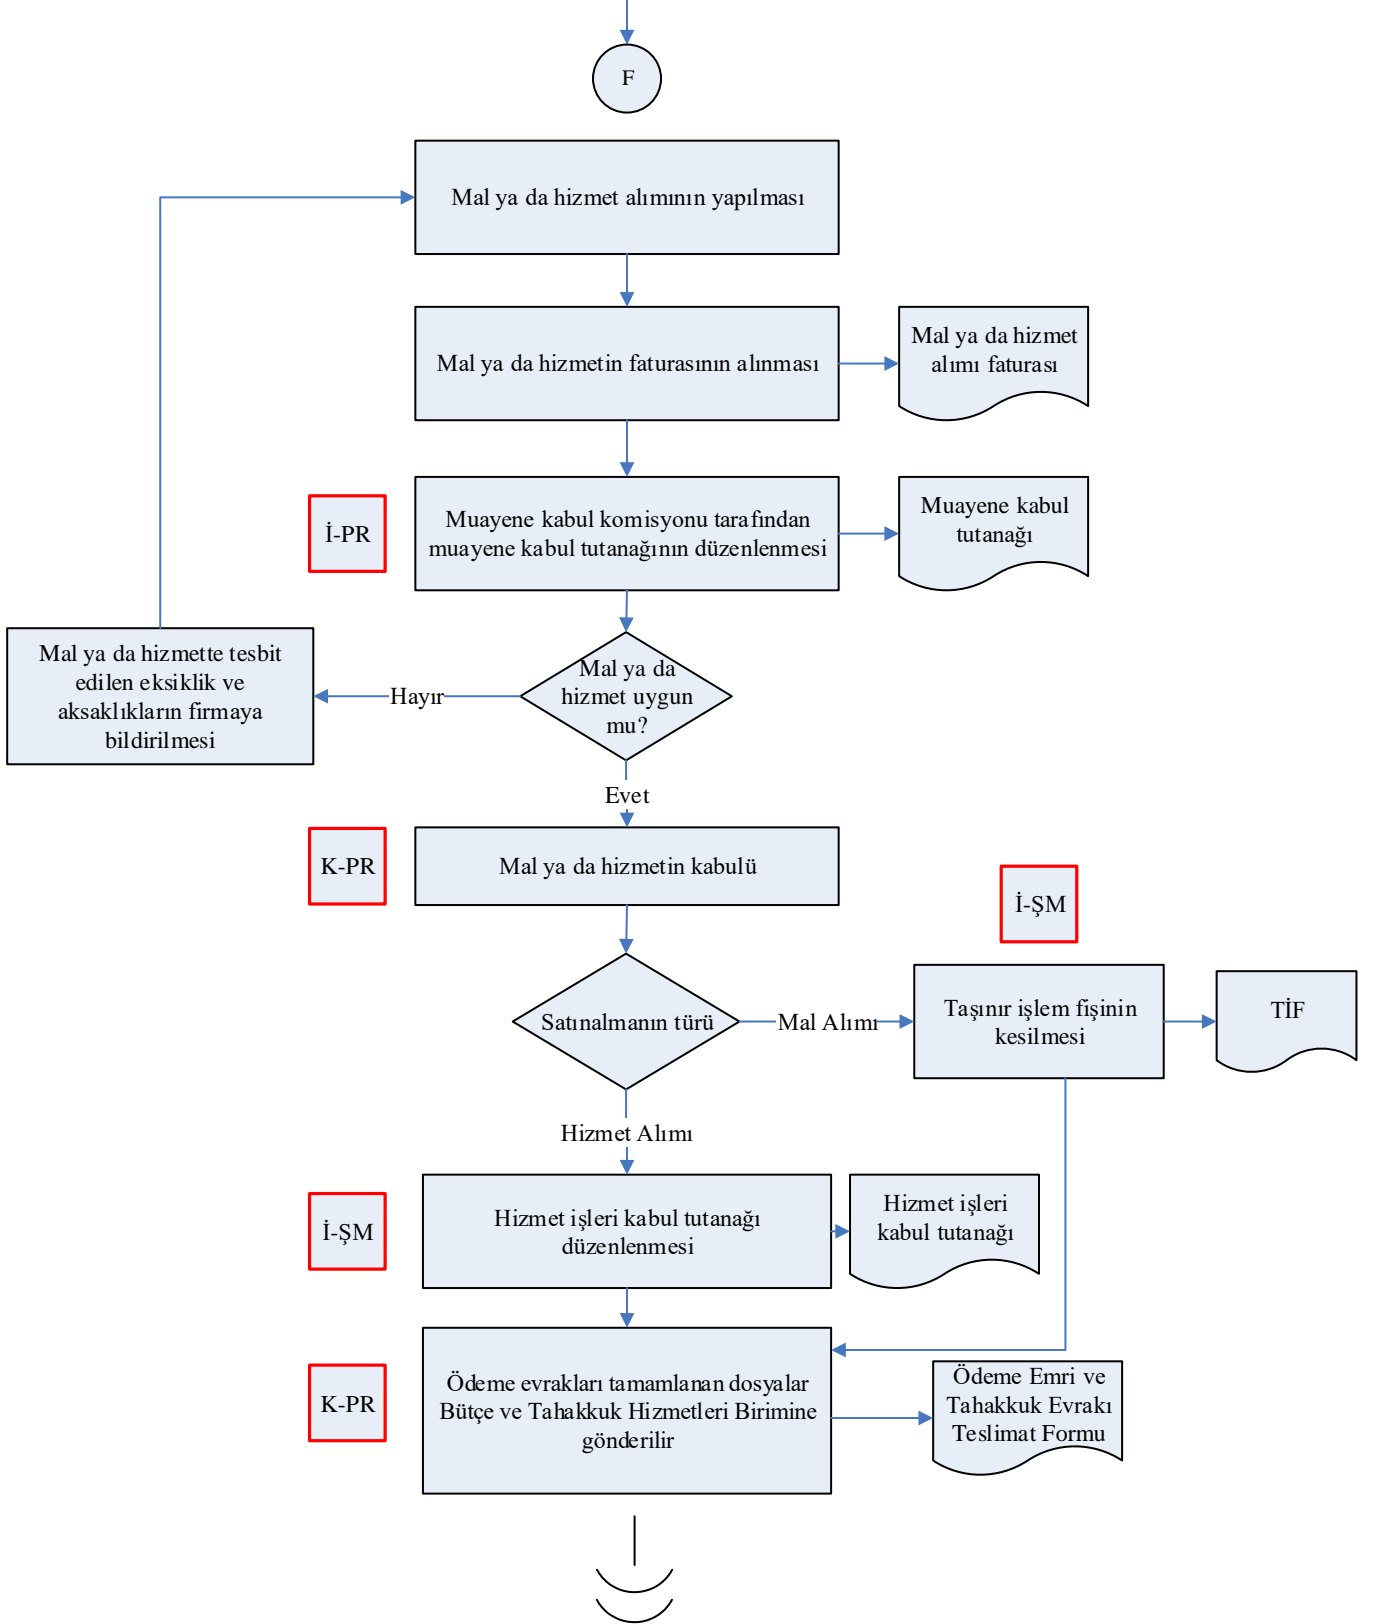 F
Mal ya da hizmet alımının yapılması
Mal ya da hizmetin faturasının alınması
Mal ya da hizmet
alımı faturası
İ-PR
Muayene kabul komisyonu tarafından
muayene kabul tutanağının düzenlenmesi
Muayene kabul
tutanağı
Mal ya da hizmette tesbit
edilen eksiklik ve
aksaklıkların firmaya
bildirilmesi
Hayır
Mal ya da
hizmet uygun
mu?
Evet
K-PR
Mal ya da hizmetin kabulü
İ-ŞM
Satınalmanın türü
Mal Alımı
Taşınır işlem fişinin
kesilmesi
TİF
Hizmet Alımı
İ-ŞM
Hizmet işleri kabul tutanağı
düzenlenmesi
Hizmet işleri
kabul tutanağı
K-PR
Ödeme evrakları tamamlanan dosyalar
Bütçe ve Tahakkuk Hizmetleri Birimine
gönderilir
Ödeme Emri ve
Tahakkuk Evrakı
Teslimat Formu